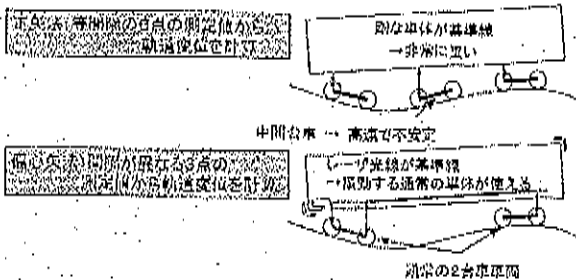 正矢法:等間隔の3点の測定値から
軌道変位を計算
剛な車体が基準線
→非常に重い
中間台車 → 高速で不安定
偏心矢法:間隔が異なる3点の
測定値から軌道変位を計算
レーザ光線が基準線
→振動する通常の車体が使える
通常の2台車車両